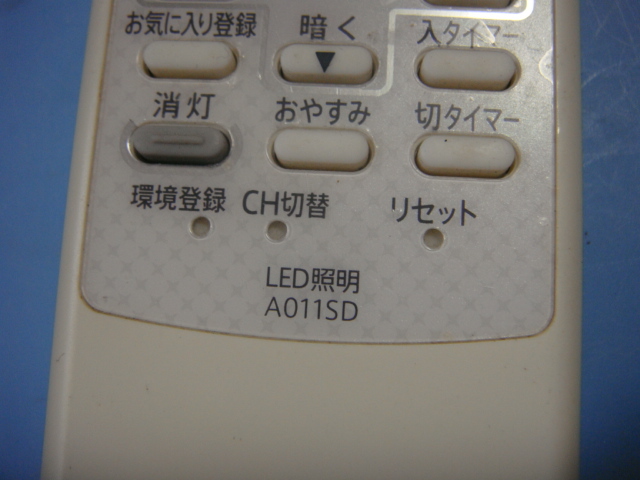 お気に入り登録 暗く 入タイマー
▼
消灯 おやすみ 切タイマー
環境登録 CH切替 リセット
LED照明
A011SD